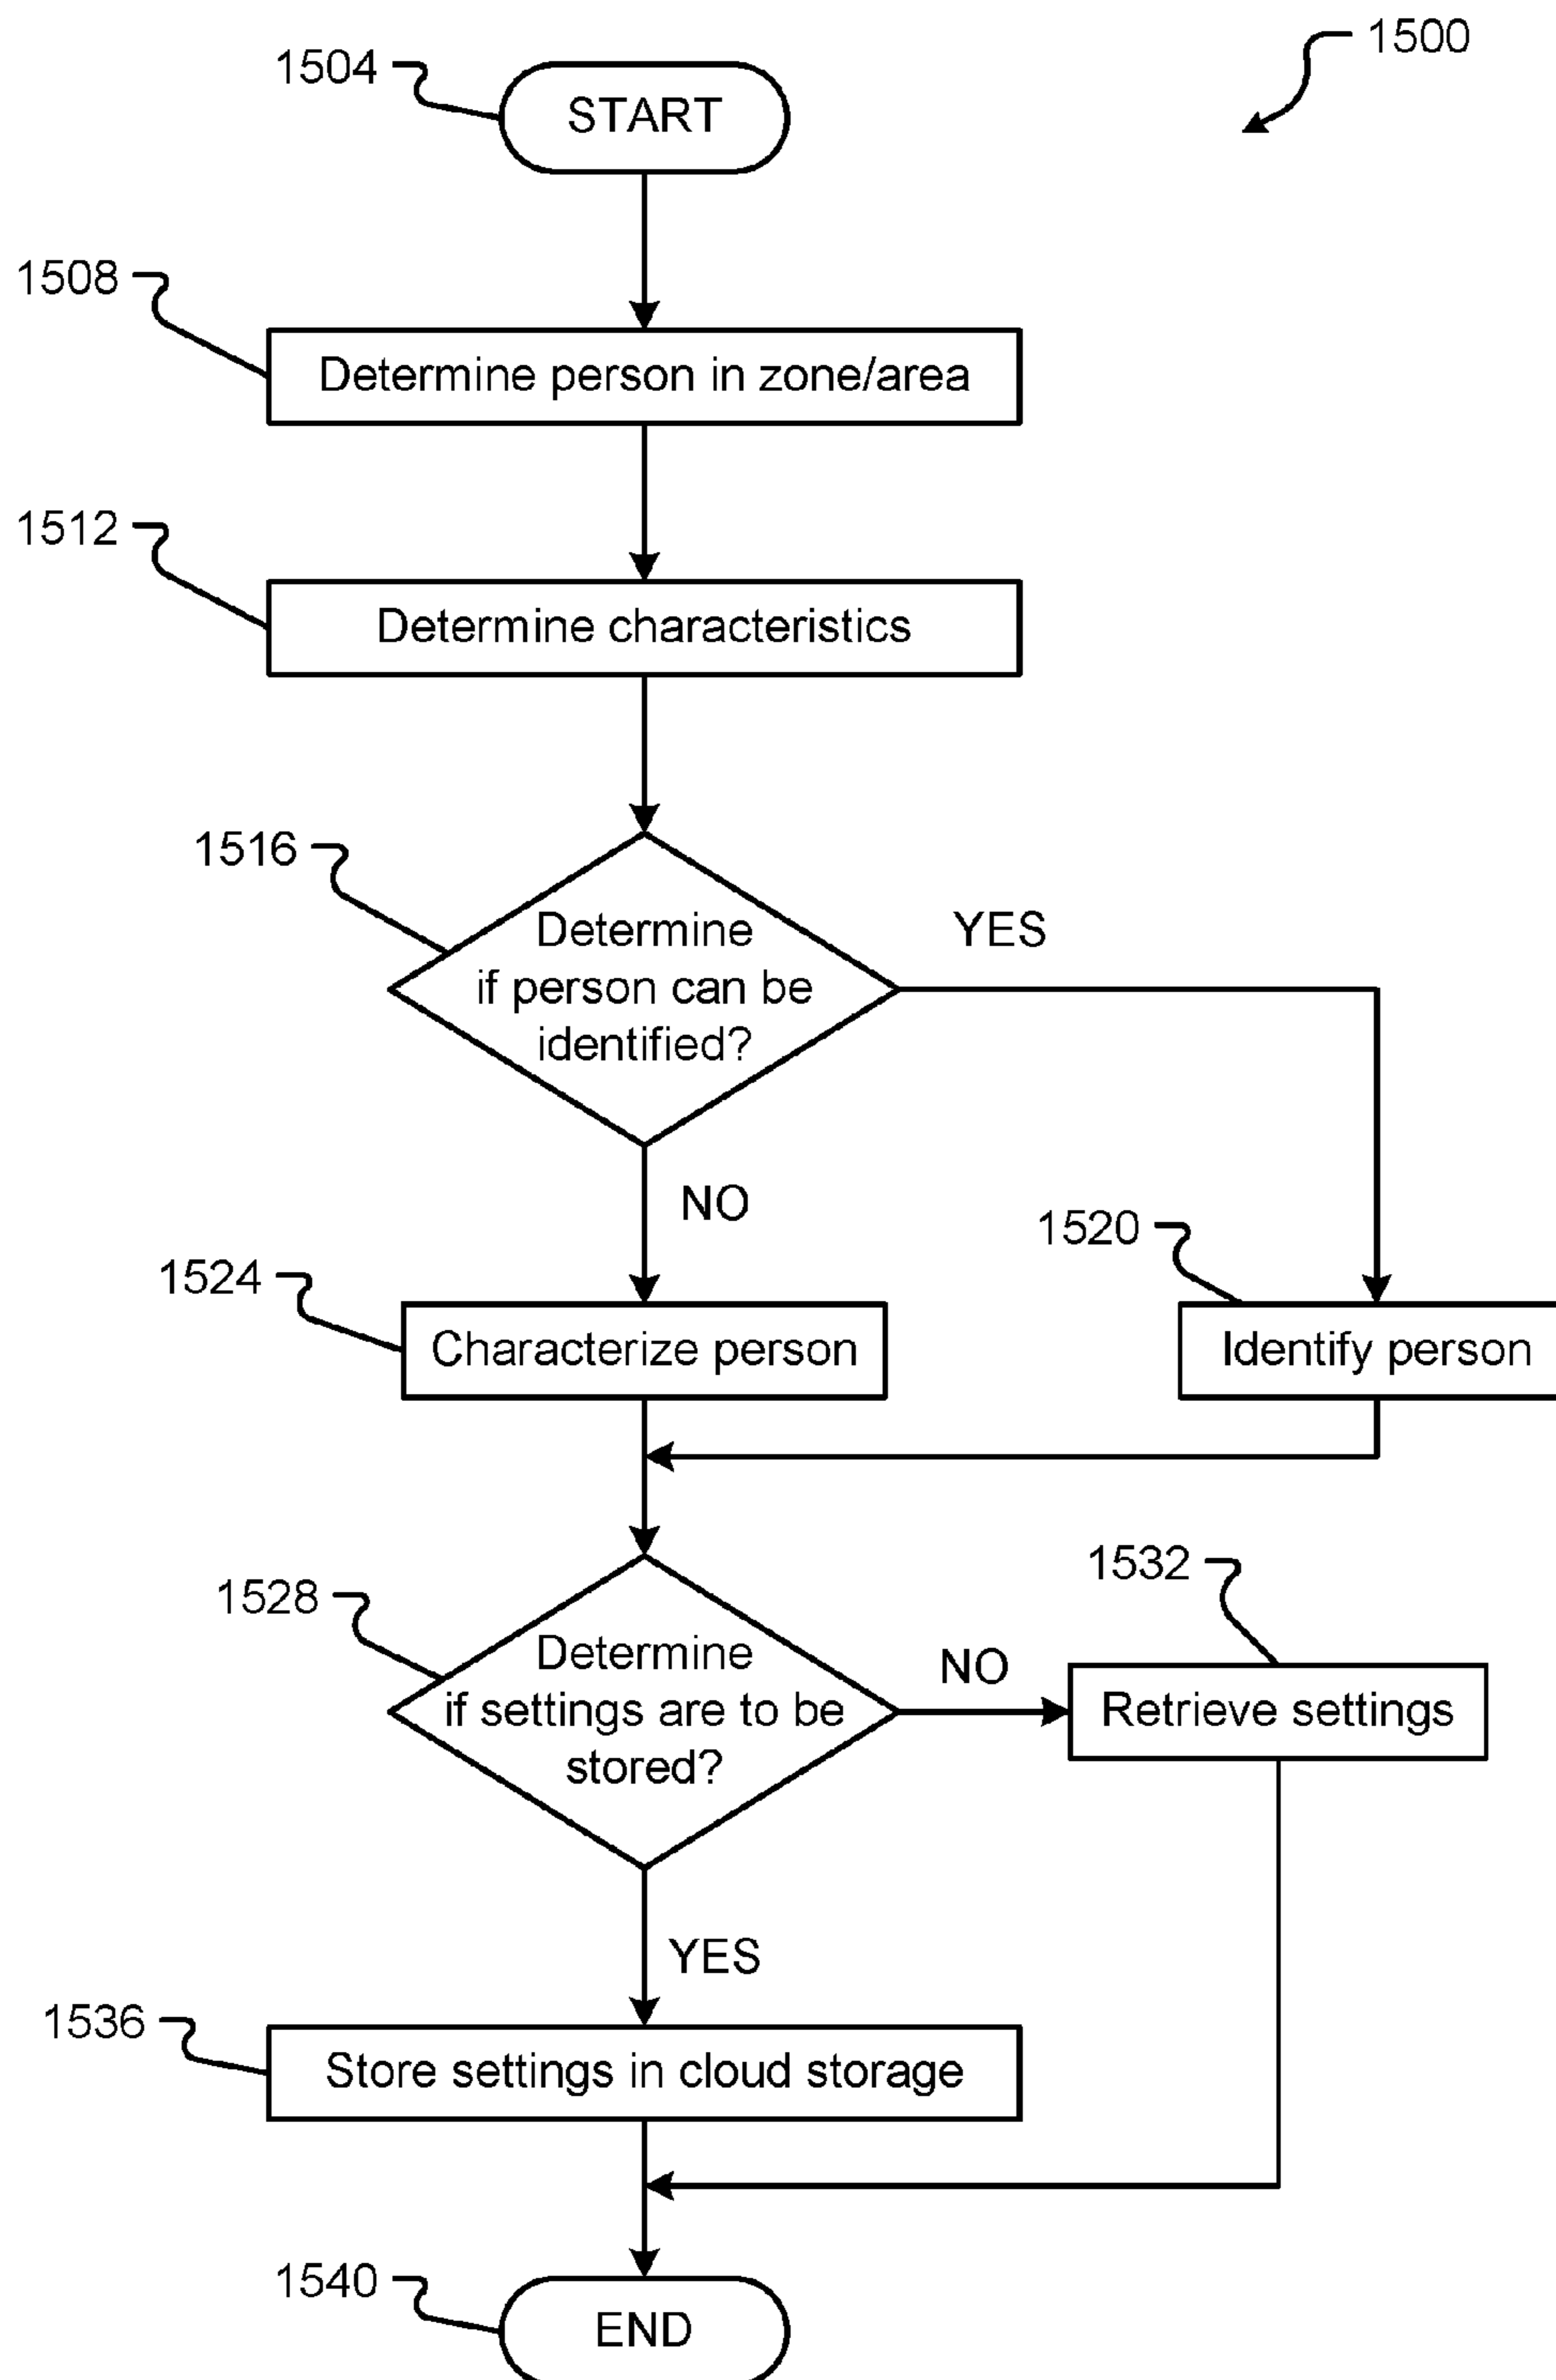 1500
1504
START
1508
Determine person in zone/area
1512
Determine characteristics
1516
Determine
if person can be
identified?
YES
NO
1520
1524
Characterize person
Identify person
1528
1532
Determine
if settings are to be
stored?
NO
Retrieve settings
YES
1536
Store settings in cloud storage
1540
END